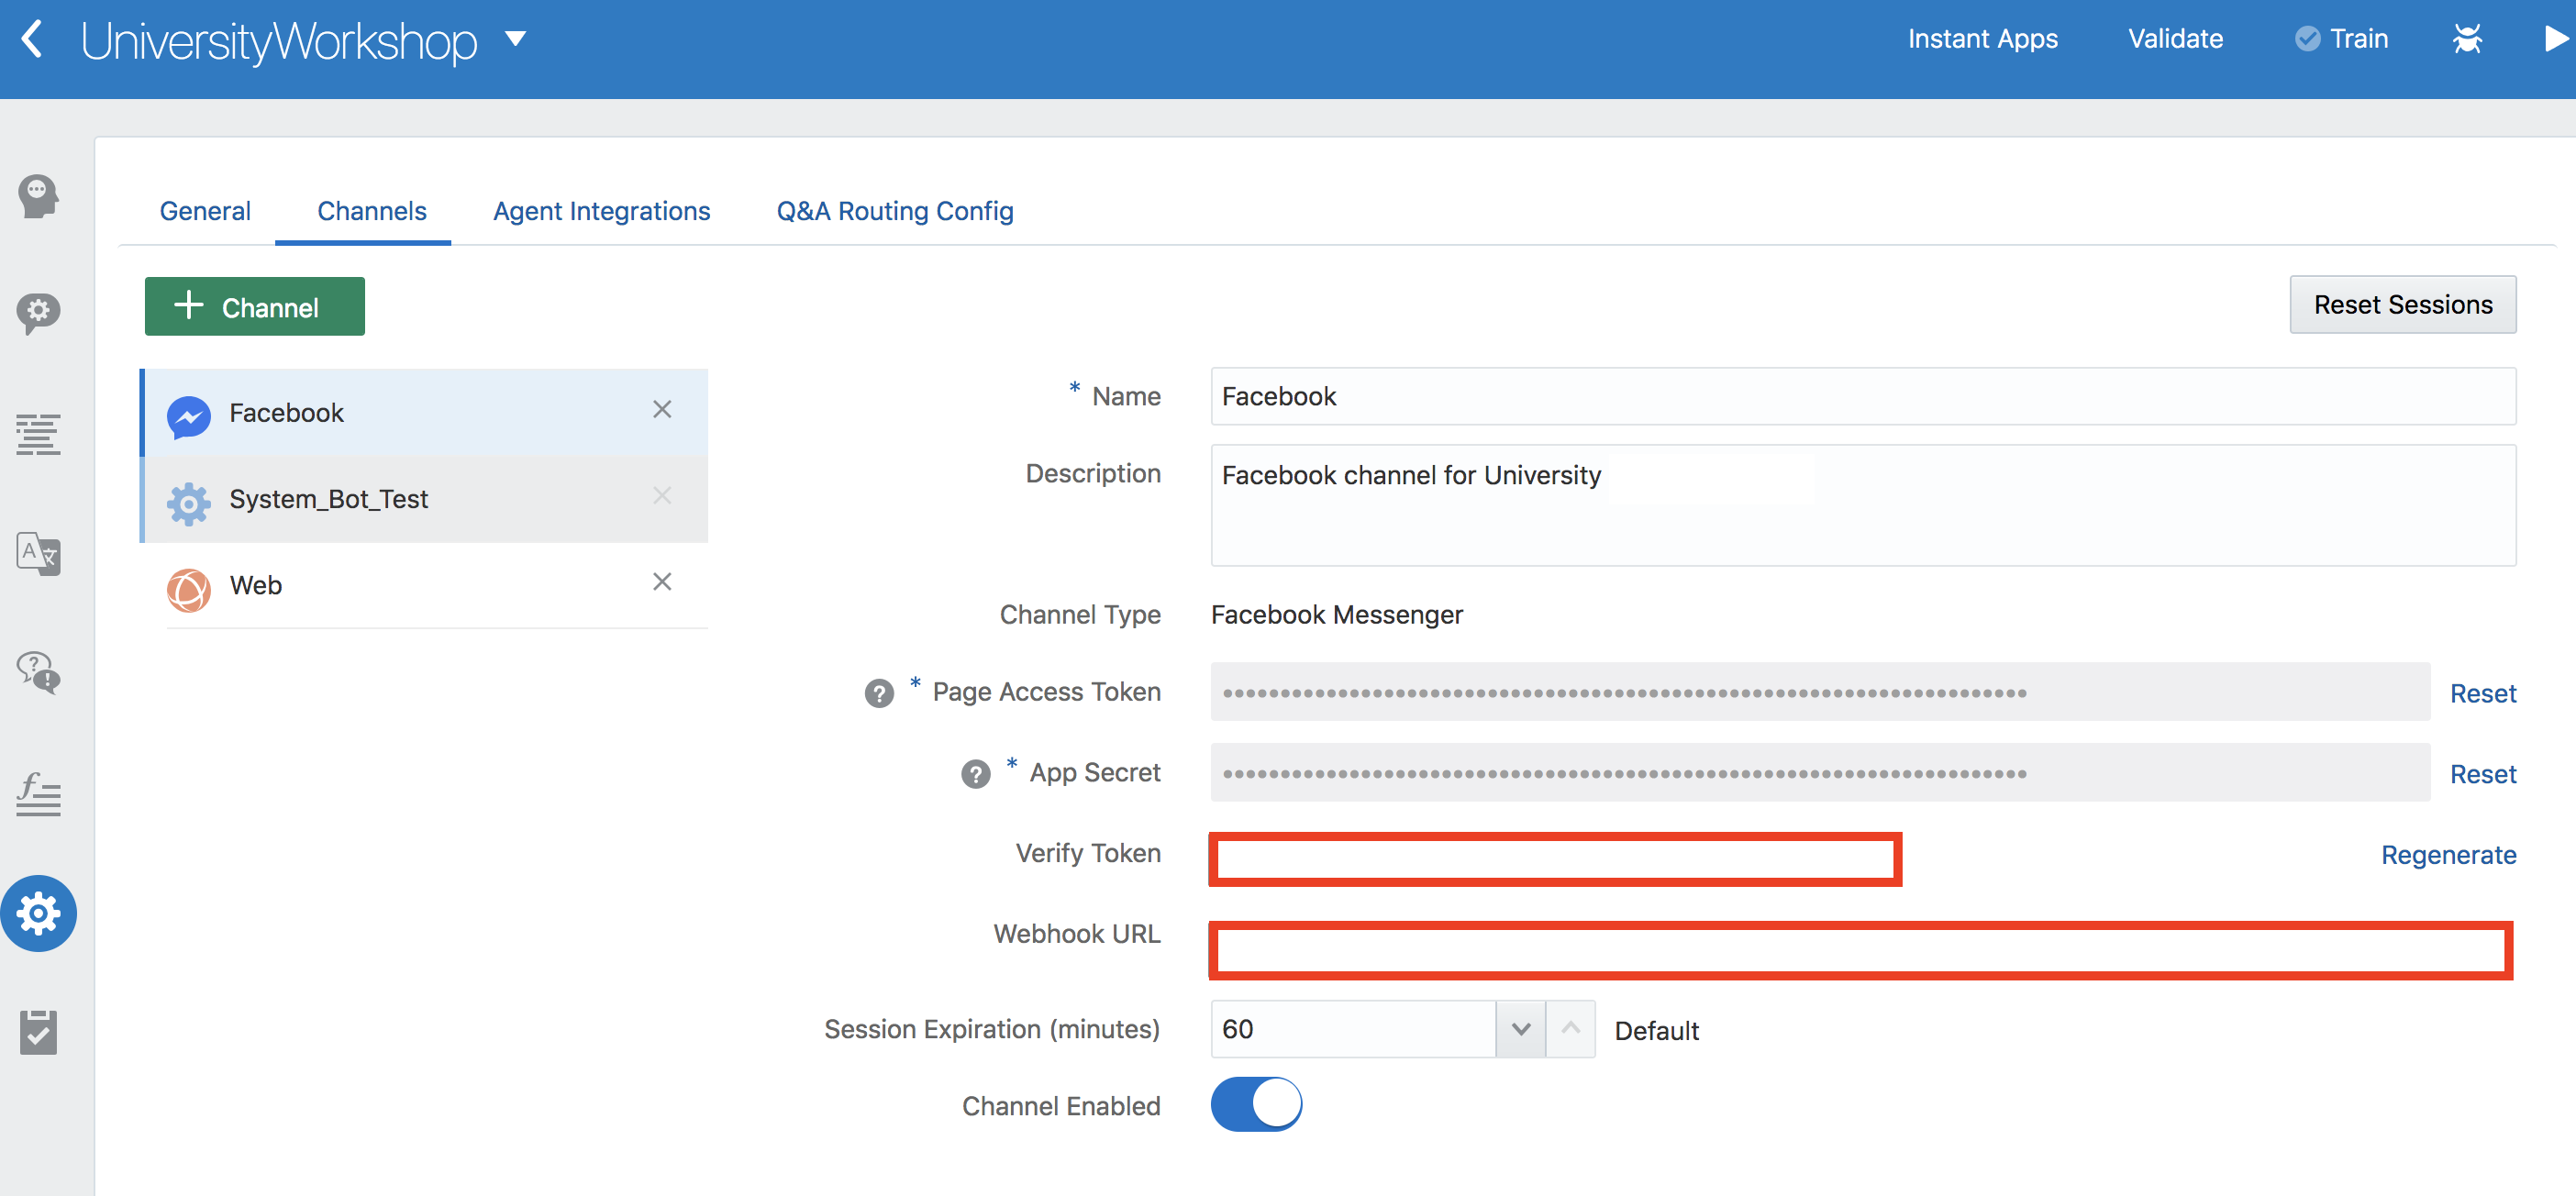 UniversityWorkshop
Instant Apps
Validate
Train
General
Channels
Agent Integrations
Q&A Routing Config
Channel
Reset Sessions
Facebook
System_Bot_Test
Web
* Name
Facebook
Description
Facebook channel for University
Channel Type
Facebook Messenger
? * Page Access Token
Reset
? * App Secret
Reset
Verify Token
Regenerate
Webhook URL
Session Expiration (minutes)
60
Default
Channel Enabled